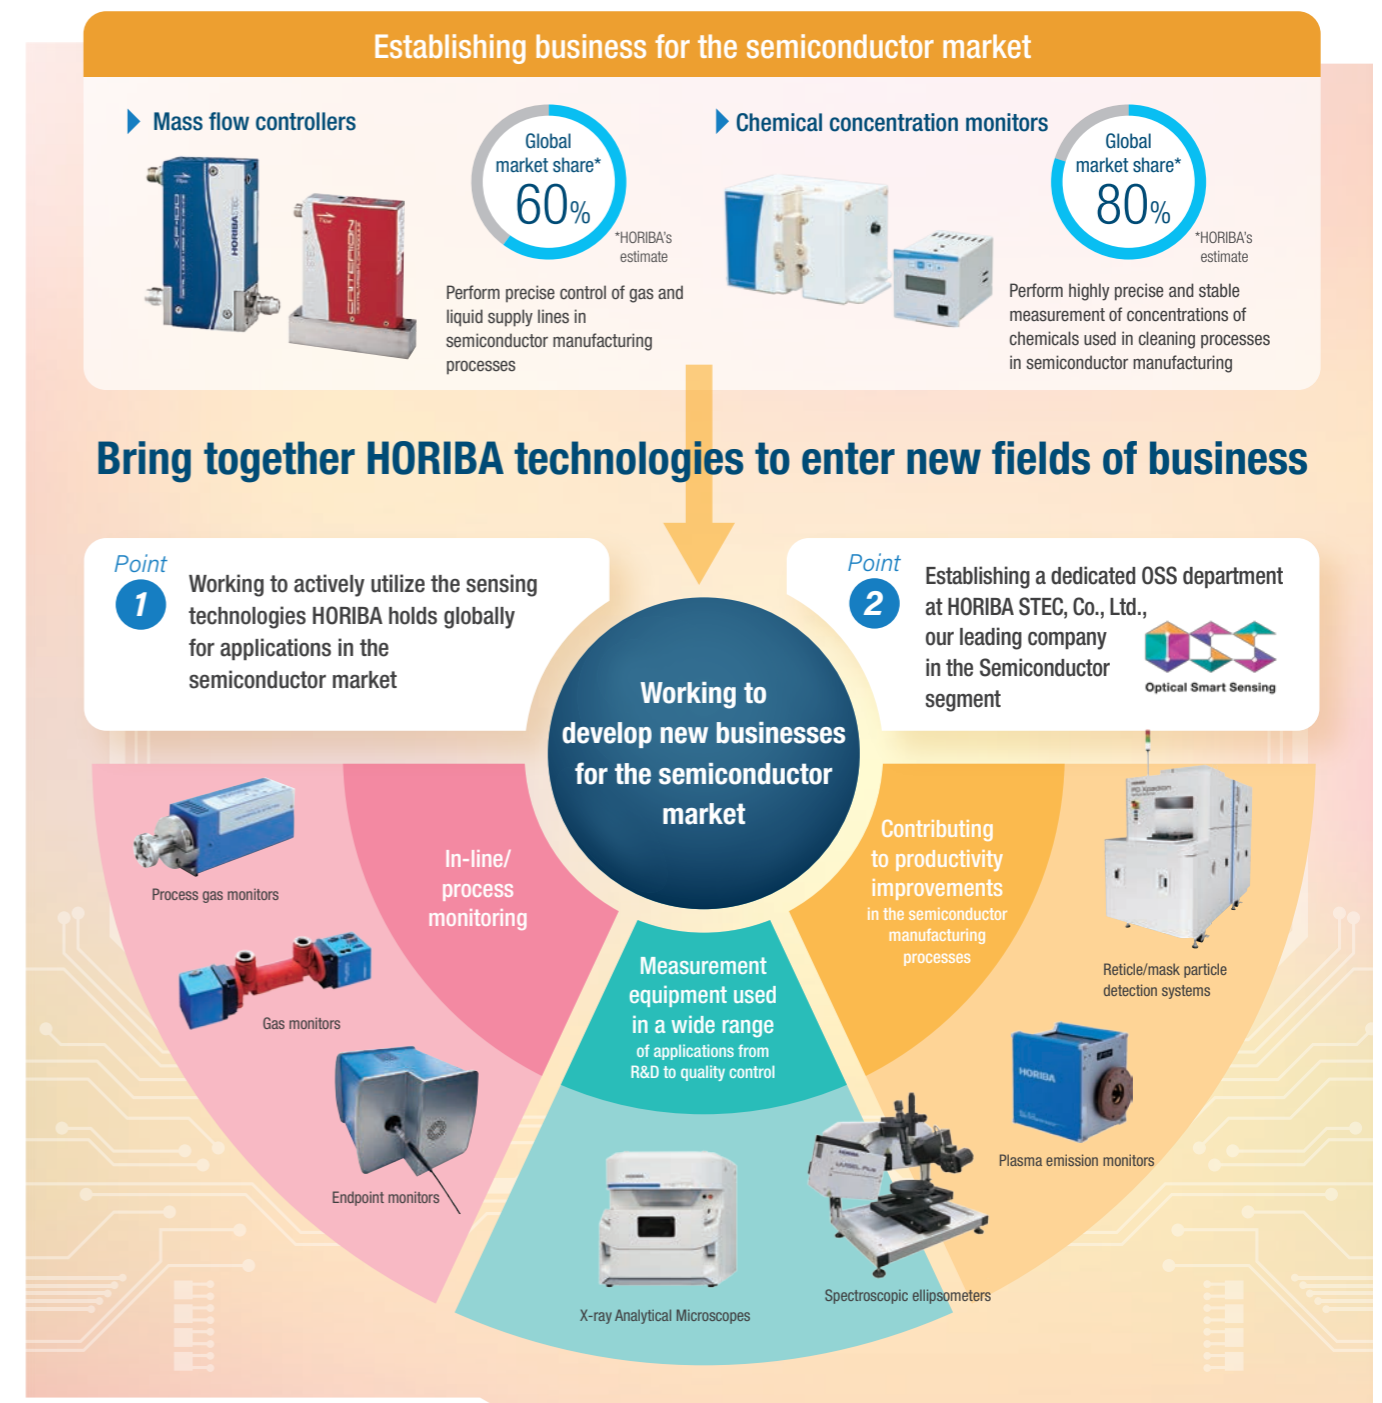 Establishing business for the semiconductor market
Mass flow controllers
Global
market share*
60%
*HORIBA's
estimate
Perform precise control of gas and
liquid supply lines in
semiconductor manufacturing
processes
XF-100
HORIBASTEC
CRITERION
Chemical concentration monitors
Global
market share*
80%
*HORIBA's
estimate
Perform highly precise and stable
measurement of concentrations of
chemicals used in cleaning processes
in semiconductor manufacturing
Bring together HORIBA technologies to enter new fields of business
Point
1
Working to actively utilize the sensing
technologies HORIBA holds globally
for applications in the
semiconductor market
Point
2
Establishing a dedicated OSS department
at HORIBA STEC, Co., Ltd.,
our leading company
in the Semiconductor
segment
OSS
Optical Smart Sensing
Working to
develop new businesses
for the semiconductor
market
In-line/
process
monitoring
Process gas monitors
Gas monitors
Endpoint monitors
Measurement
equipment used
in a wide range
of applications from
R&D to quality control
X-ray Analytical Microscopes
Spectroscopic ellipsometers
Contributing
to productivity
improvements
in the semiconductor
manufacturing
processes
PD Xpadion
Reticle/mask particle
detection systems
HORIBA
Plasma emission monitors